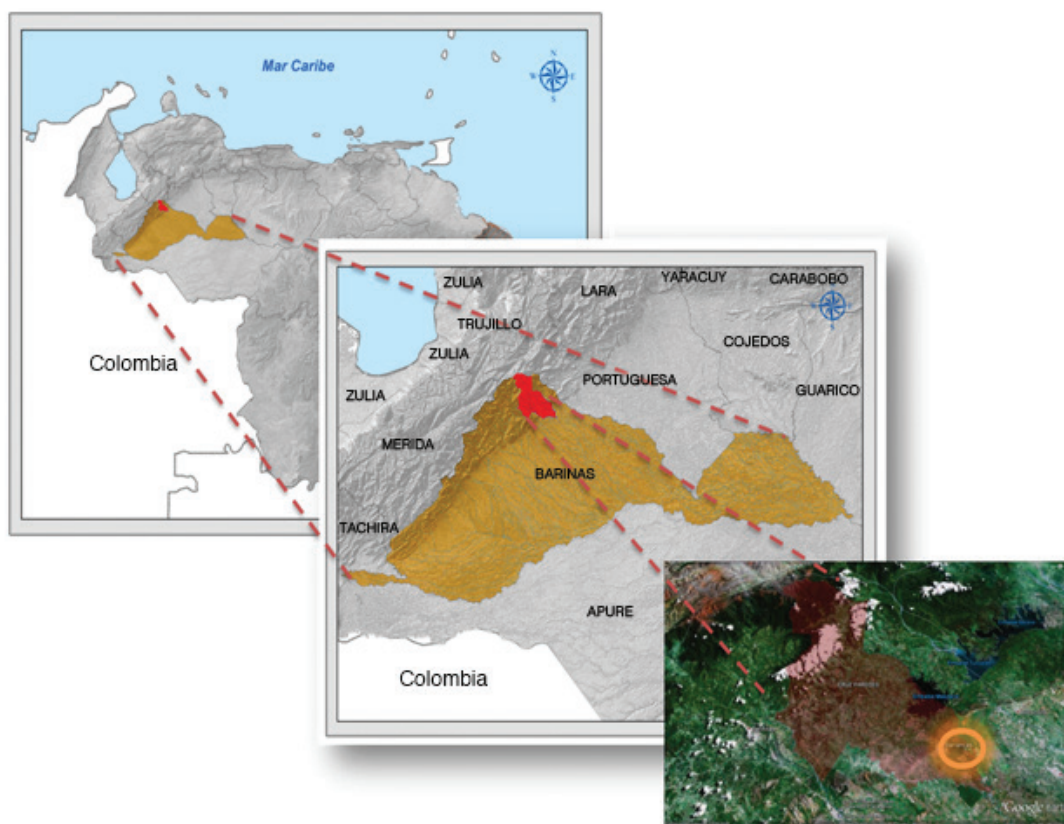 Mar Caribe
N
W E
S
Colombia
ZULIA
LARA
YARACUY
CARABOBO
TRUJILLO
ZULIA
COJEDOS
ZULIA
PORTUGUESA
GUARICO
MERIDA
BARINAS
TACHIRA
APURE
Colombia
Google